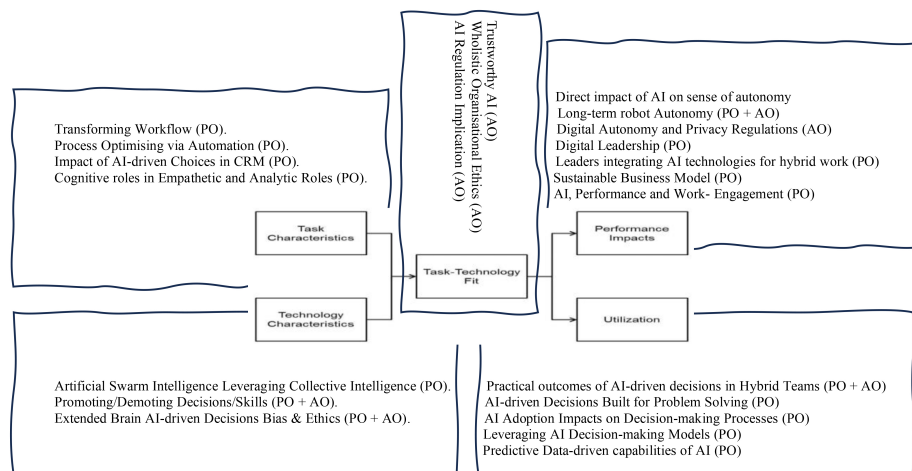 Trustworthy AI (AO)
Wholistic Organisational Ethics (AO)
AI Regulation Implication (AO)
Transforming Workflow (PO).
Process Optimising via Automation (PO).
Impact of AI-driven Choices in CRM (PO).
Cognitive roles in Empathetic and Analytic Roles (PO).
Direct impact of AI on sense of autonomy
Long-term robot Autonomy (PO + AO)
Digital Autonomy and Privacy Regulations (AO)
Digital Leadership (PO)
Leaders integrating AI technologies for hybrid work (PO)
Sustainable Business Model (PO)
AI, Performance and Work- Engagement (PO)
Task
Characteristics
Technology
Characteristics
Task-Technology
Fit
Performance
Impacts
Utilization
Artificial Swarm Intelligence Leveraging Collective Intelligence (PO).
Promoting/Demoting Decisions/Skills (PO + AO).
Extended Brain AI-driven Decisions Bias & Ethics (PO + AO).
Practical outcomes of AI-driven decisions in Hybrid Teams (PO + AO)
AI-driven Decisions Built for Problem Solving (PO)
AI Adoption Impacts on Decision-making Processes (PO)
Leveraging AI Decision-making Models (PO)
Predictive Data-driven capabilities of AI (PO)